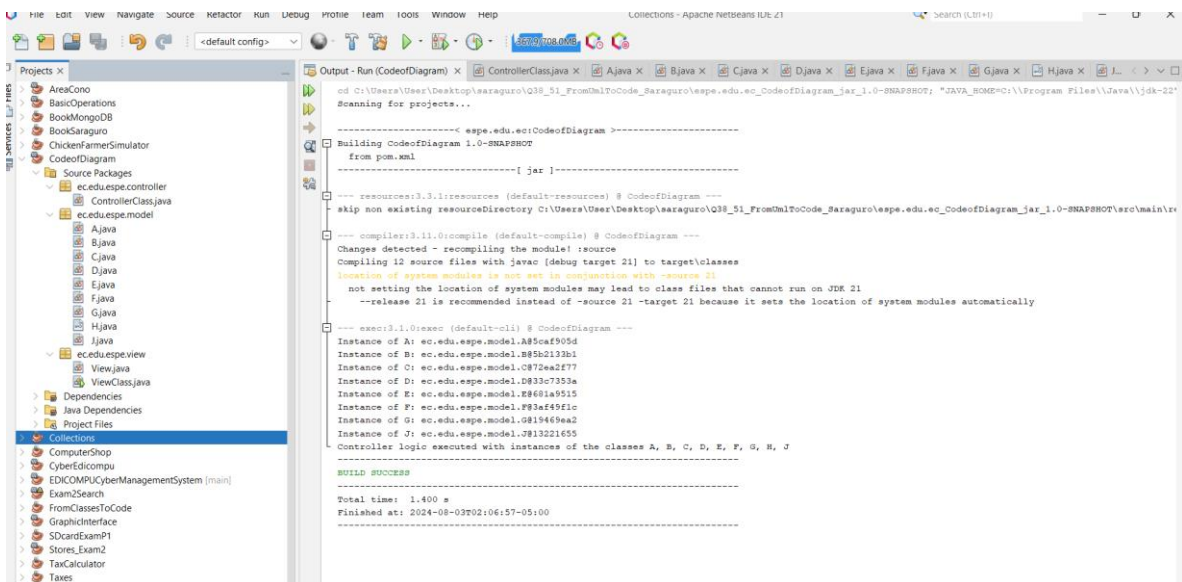 File Edit View Navigate Source Refactor Run Debug Profile Team Tools Window Help
Collections - Apache NetBeans IDE 21
Search (Ctrl+I)
<default config>
367.9/708.0MB
Projects
Output - Run (CodeofDiagram) ControllerClass.java A.java B.java C.java D.java E.java F.java G.java H.java J...
Files
Services
AreaCono
BasicOperations
BookMongoDB
BookSaraguro
ChickenFarmerSimulator
CodeofDiagram
Source Packages
ec.edu.espe.controller
ControllerClass.java
ec.edu.espe.model
A.java
B.java
C.java
D.java
E.java
F.java
G.java
H.java
J.java
ec.edu.espe.view
View.java
ViewClass.java
Dependencies
Java Dependencies
Project Files
Collections
ComputerShop
CyberEdicompu
EDICOMPUCyberManagementSystem [main]
Exam2Search
FromClassesToCode
GraphicInterface
SDcardExamP1
Stores_Exam2
TaxCalculator
Taxes
cd C:\Users\User\Desktop\saraguro\Q38_51_FromUmlToCode_Saraguro\espe.edu.ec_CodeofDiagram_jar_1.0-SNAPSHOT; "JAVA_HOME=C:\\Program Files\\Java\\jdk-22"
Scanning for projects...
--------------------< espe.edu.ec:CodeofDiagram >---------------------
Building CodeofDiagram 1.0-SNAPSHOT
from pom.xml
--------------------------------[ jar ]---------------------------------
--- resources:3.3.1:resources (default-resources) @ CodeofDiagram ---
skip non existing resourceDirectory C:\Users\User\Desktop\saraguro\Q38_51_FromUmlToCode_Saraguro\espe.edu.ec_CodeofDiagram_jar_1.0-SNAPSHOT\src\main\re
--- compiler:3.11.0:compile (default-compile) @ CodeofDiagram ---
Changes detected - recompiling the module! :source
Compiling 12 source files with javac [debug target 21] to target\classes
location of system modules is not set in conjunction with -source 21
not setting the location of system modules may lead to class files that cannot run on JDK 21
--release 21 is recommended instead of -source 21 -target 21 because it sets the location of system modules automatically
--- exec:3.1.0:exec (default-cli) @ CodeofDiagram ---
Instance of A: ec.edu.espe.model.A@5caf905d
Instance of B: ec.edu.espe.model.B@5b2133b1
Instance of C: ec.edu.espe.model.C@72ea2f77
Instance of D: ec.edu.espe.model.D@33c7353a
Instance of E: ec.edu.espe.model.E@681a9515
Instance of F: ec.edu.espe.model.F@3af49f1c
Instance of G: ec.edu.espe.model.G@19469ea2
Instance of J: ec.edu.espe.model.J@13221655
Controller logic executed with instances of the classes A, B, C, D, E, F, G, H, J
------------------------------------------------------------------------
BUILD SUCCESS
------------------------------------------------------------------------
Total time: 1.400 s
Finished at: 2024-08-03T02:06:57-05:00
------------------------------------------------------------------------